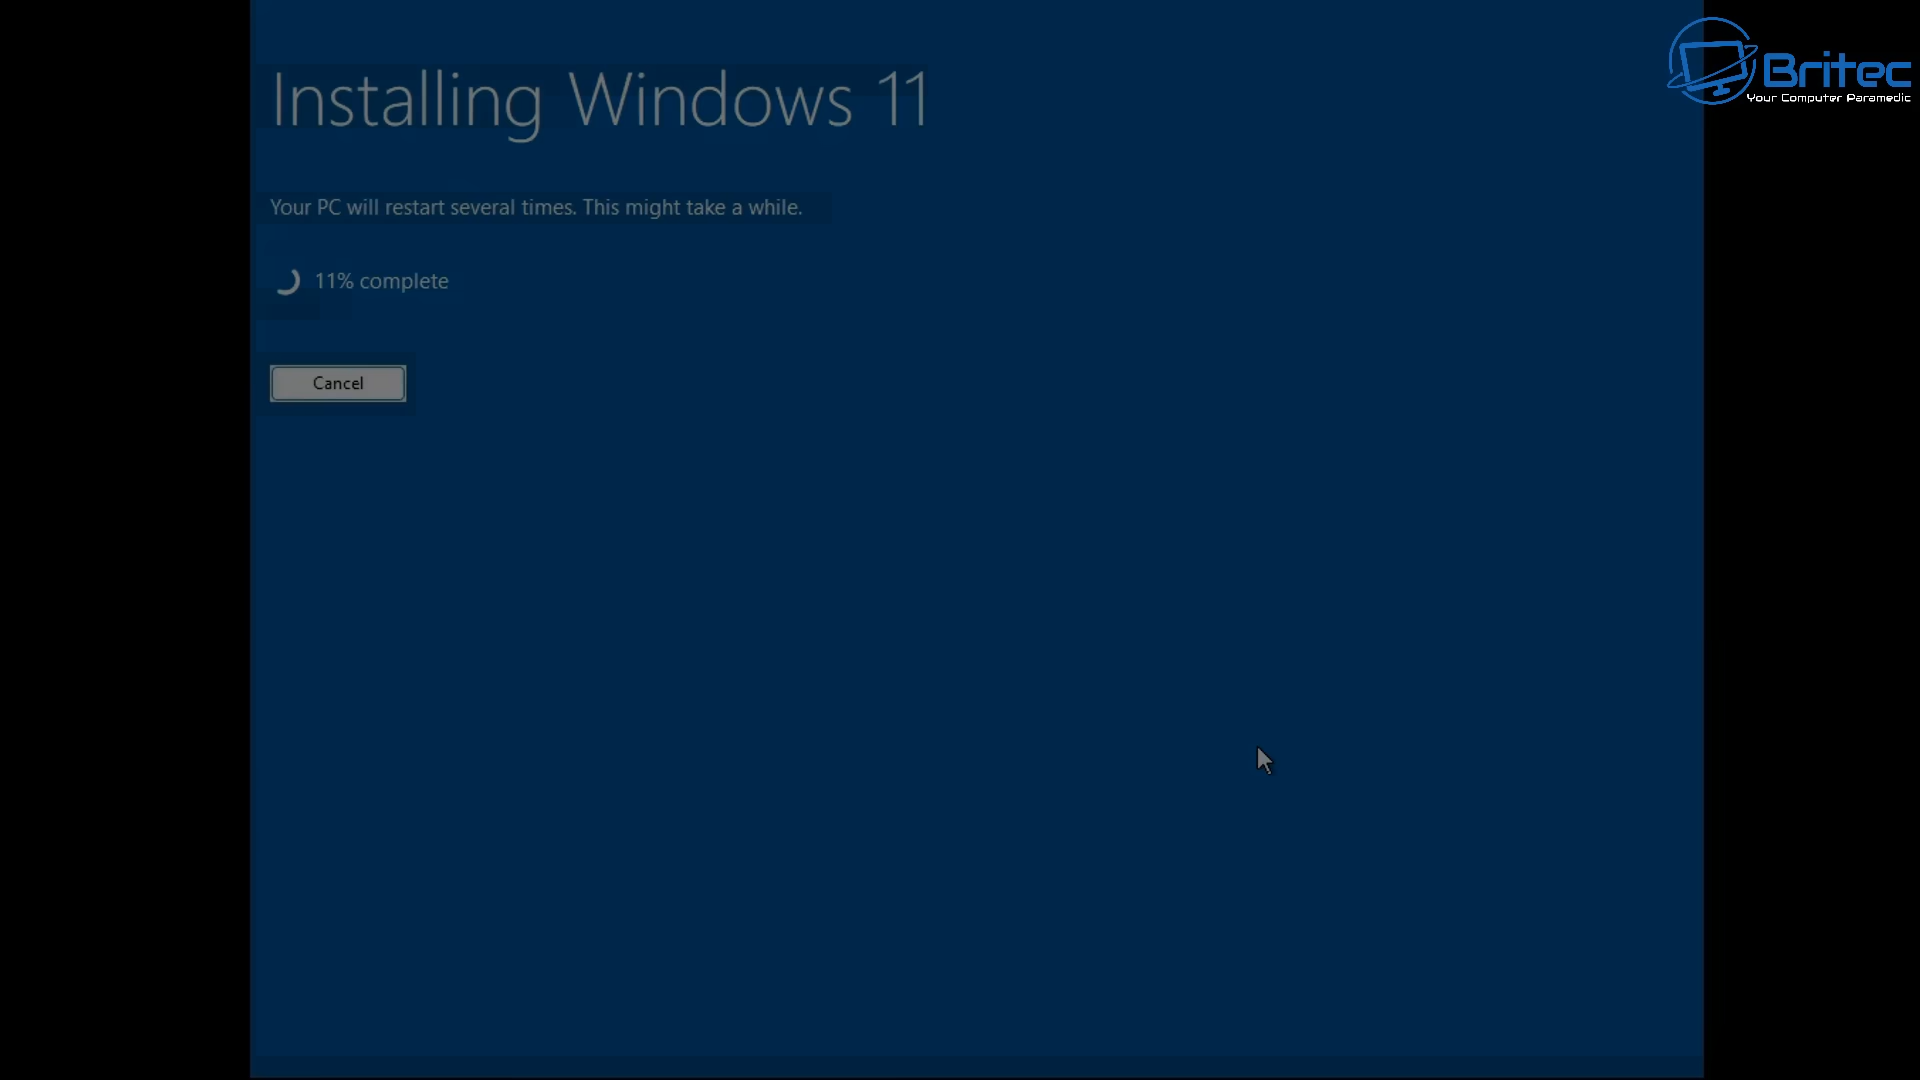 Installing Windows 11
Britec
Your Computer Paramedic
Your PC will restart several times. This might take a while.
11% complete
Cancel